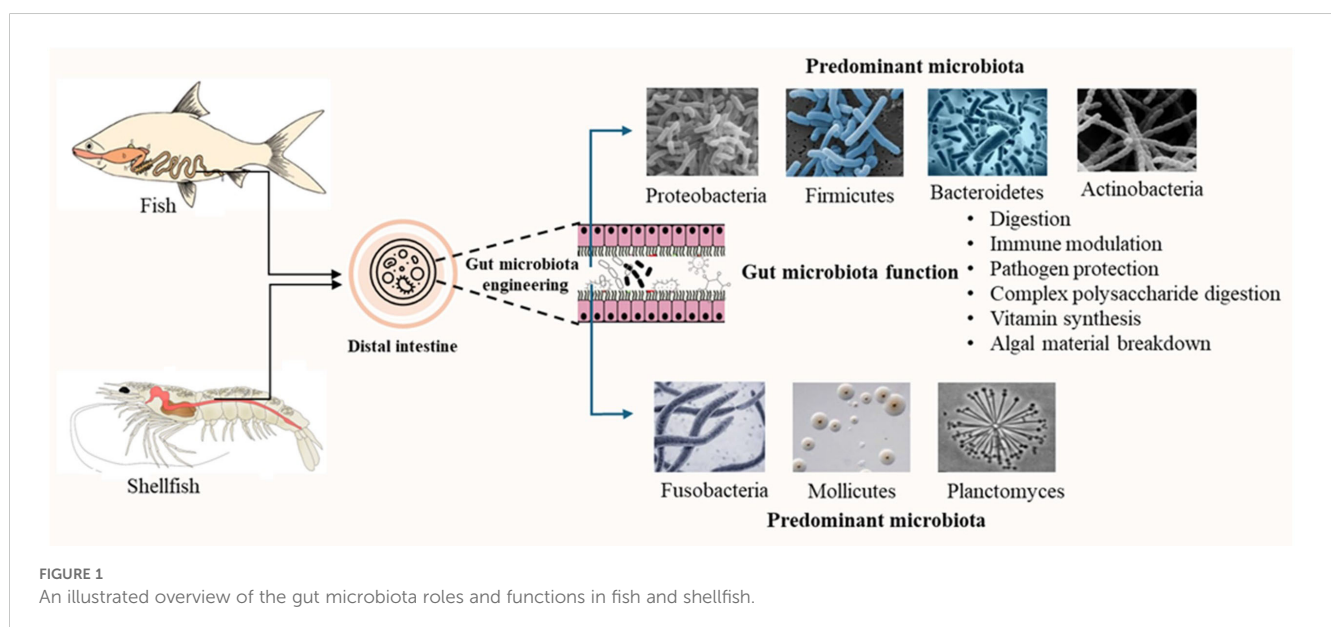 Predominant microbiota
Proteobacteria
Firmicutes
Bacteroidetes
Actinobacteria
Fish
• Digestion
• Immune modulation
• Pathogen protection
• Complex polysaccharide digestion
• Vitamin synthesis
• Algal material breakdown
Gut microbiota
engineering
Gut microbiota function
Distal intestine
Shellfish
Fusobacteria
Mollicutes
Planctomyces
Predominant microbiota
FIGURE 1
An illustrated overview of the gut microbiota roles and functions in fish and shellfish.